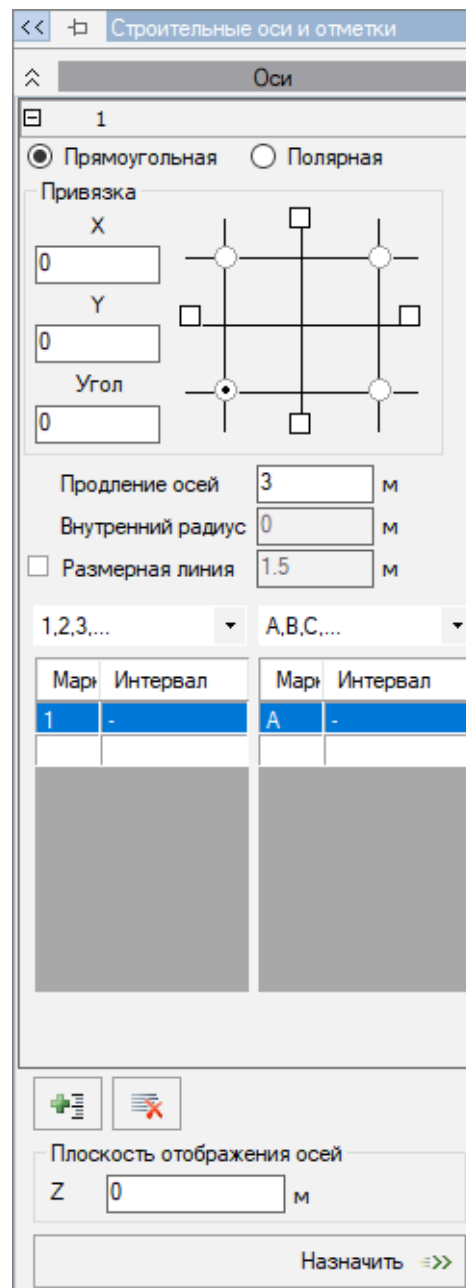 << Строительные оси и отметки
Оси
1
Прямоугольная Полярная
Привязка
X
0
Y
0
Угол
0
Продление осей 3 м
Внутренний радиус 0 м
Размерная линия 1.5 м
1,2,3,... A,B,C,...
Марк Интервал Марк Интервал
1 - A -
Плоскость отображения осей
Z 0 м
Назначить